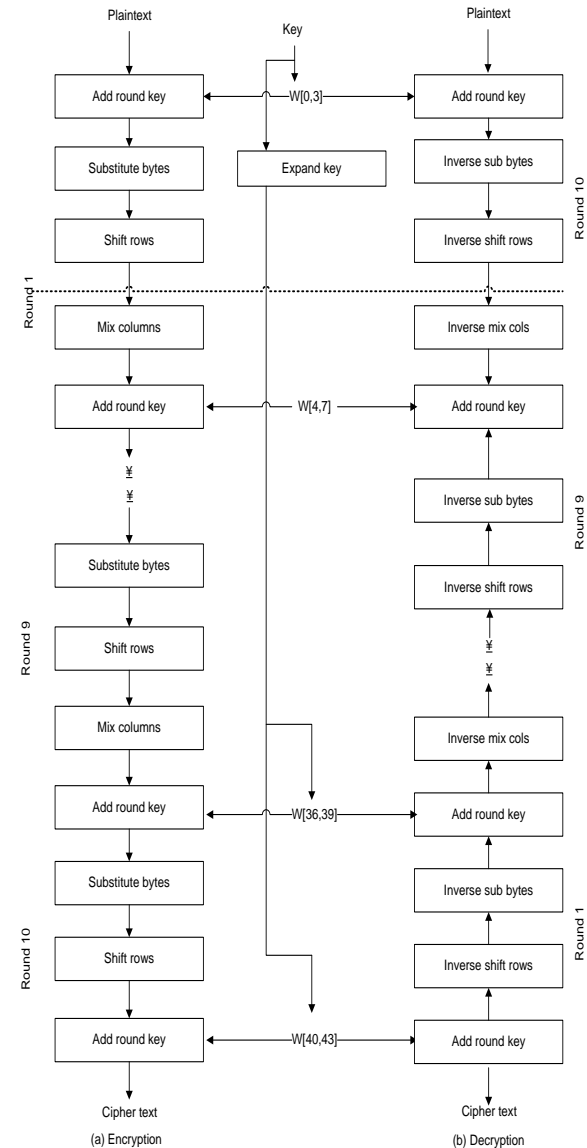 Plaintext
Key
Plaintext
Add round key
W[0,3]
Add round key
Substitute bytes
Expand key
Inverse sub bytes
Round 10
Shift rows
Inverse shift rows
Round 1
Mix columns
Inverse mix cols
Add round key
W[4,7]
Add round key
¥
¥
Inverse sub bytes
Round 9
Substitute bytes
Inverse shift rows
Round 9
Shift rows
¥
¥
Mix columns
Inverse mix cols
Add round key
W[36,39]
Add round key
Substitute bytes
Inverse sub bytes
Round 10
Shift rows
Inverse shift rows
Round 1
Add round key
W[40,43]
Add round key
Cipher text
Cipher text
(a) Encryption
(b) Decryption